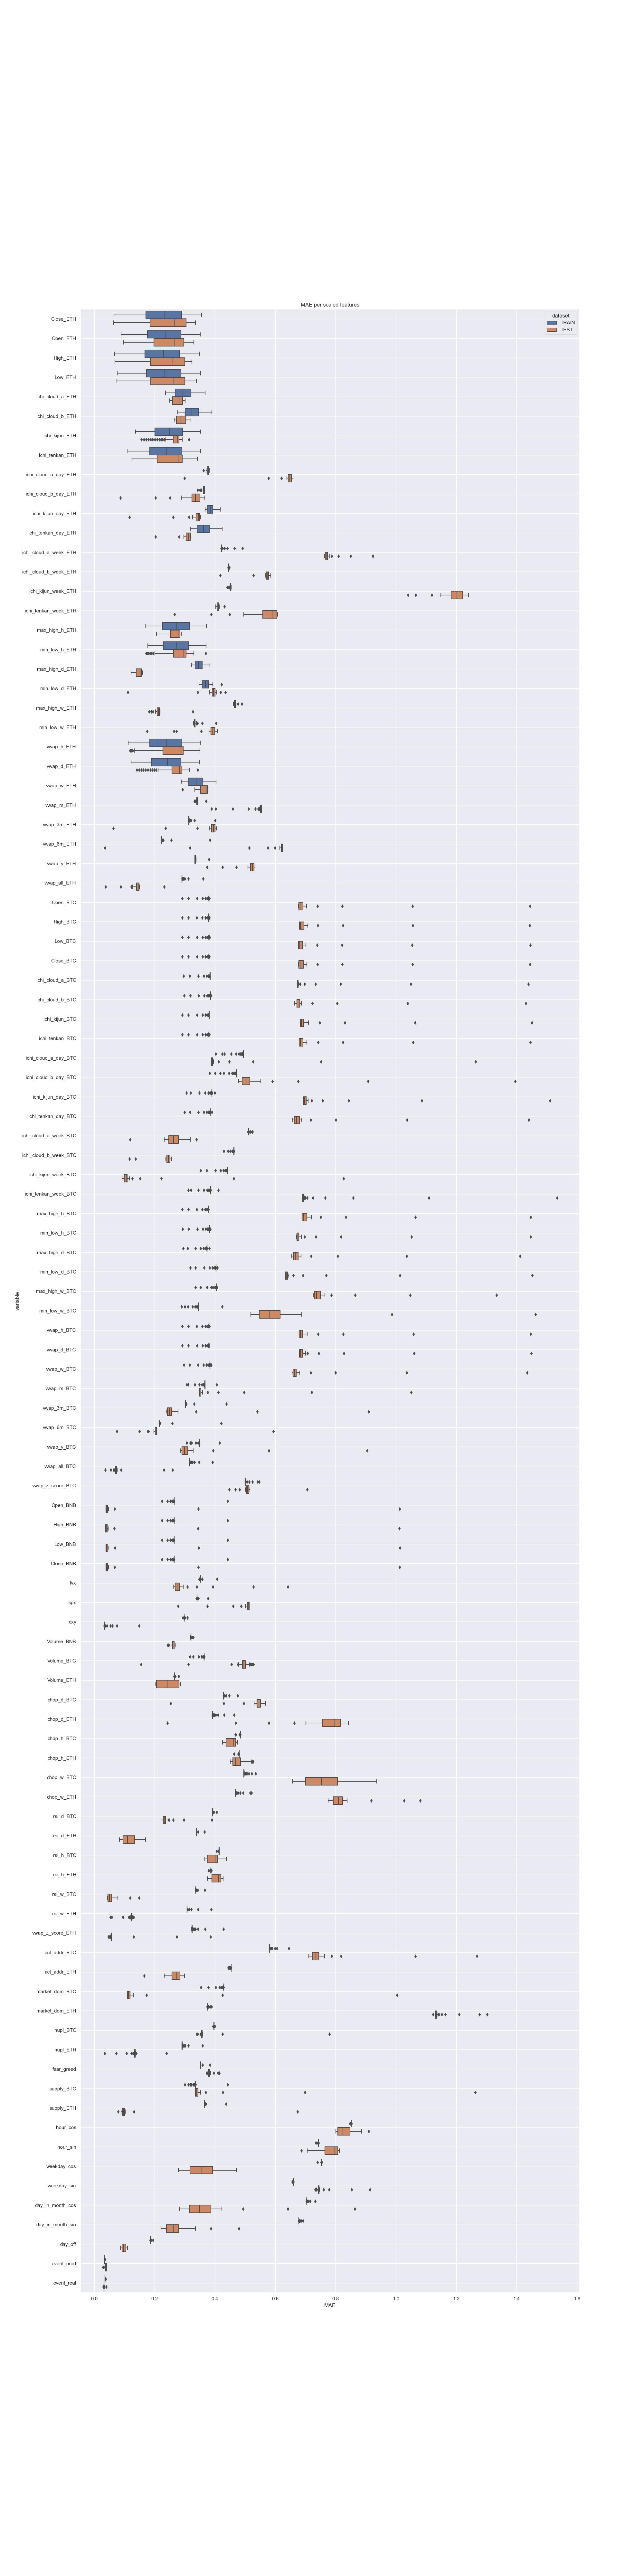 MAE per scaled features
dataset
TRAIN
TEST
Close_ETH
Open_ETH
High_ETH
Low_ETH
ichi_cloud_a_ETH
ichi_cloud_b_ETH
ichi_kijun_ETH
ichi_tenkan_ETH
ichi_cloud_a_day_ETH
ichi_cloud_b_day_ETH
ichi_kijun_day_ETH
ichi_tenkan_day_ETH
ichi_cloud_a_week_ETH
ichi_cloud_b_week_ETH
ichi_kijun_week_ETH
ichi_tenkan_week_ETH
max_high_h_ETH
min_low_h_ETH
max_high_d_ETH
min_low_d_ETH
max_high_w_ETH
min_low_w_ETH
vwap_h_ETH
vwap_d_ETH
vwap_w_ETH
vwap_m_ETH
vwap_3m_ETH
vwap_6m_ETH
vwap_y_ETH
vwap_all_ETH
Open_BTC
High_BTC
Low_BTC
Close_BTC
ichi_cloud_a_BTC
ichi_cloud_b_BTC
ichi_kijun_BTC
ichi_tenkan_BTC
ichi_cloud_a_day_BTC
ichi_cloud_b_day_BTC
ichi_kijun_day_BTC
ichi_tenkan_day_BTC
ichi_cloud_a_week_BTC
ichi_cloud_b_week_BTC
ichi_kijun_week_BTC
ichi_tenkan_week_BTC
max_high_h_BTC
min_low_h_BTC
max_high_d_BTC
min_low_d_BTC
variable
max_high_w_BTC
min_low_w_BTC
vwap_h_BTC
vwap_d_BTC
vwap_w_BTC
vwap_m_BTC
vwap_3m_BTC
vwap_6m_BTC
vwap_y_BTC
vwap_all_BTC
vwap_z_score_BTC
Open_BNB
High_BNB
Low_BNB
Close_BNB
fvx
spx
dxy
Volume_BNB
Volume_BTC
Volume_ETH
chop_d_BTC
chop_d_ETH
chop_h_BTC
chop_h_ETH
chop_w_BTC
chop_w_ETH
rsi_d_BTC
rsi_d_ETH
rsi_h_BTC
rsi_h_ETH
rsi_w_BTC
rsi_w_ETH
vwap_z_score_ETH
act_addr_BTC
act_addr_ETH
market_dom_BTC
market_dom_ETH
nupl_BTC
nupl_ETH
fear_greed
supply_BTC
supply_ETH
hour_cos
hour_sin
weekday_cos
weekday_sin
day_in_month_cos
day_in_month_sin
day_off
event_pred
event_real
0.0 0.2 0.4 0.6 0.8 1.0 1.2 1.4 1.6
MAE